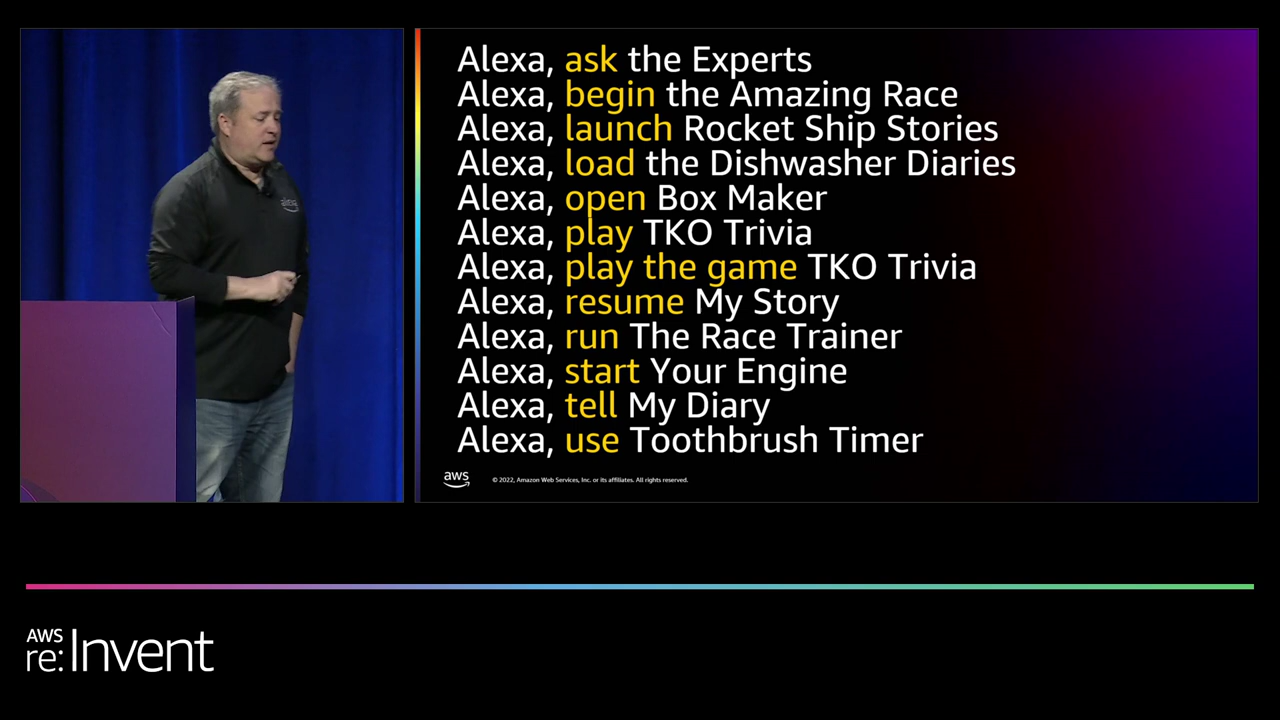 alexa
Alexa, ask the Experts
Alexa, begin the Amazing Race
Alexa, launch Rocket Ship Stories
Alexa, load the Dishwasher Diaries
Alexa, open Box Maker
Alexa, play TKO Trivia
Alexa, play the game TKO Trivia
Alexa, resume My Story
Alexa, run The Race Trainer
Alexa, start Your Engine
Alexa, tell My Diary
Alexa, use Toothbrush Timer
aws
© 2022, Amazon Web Services, Inc. or its affiliates. All rights reserved.
AWS
re:Invent